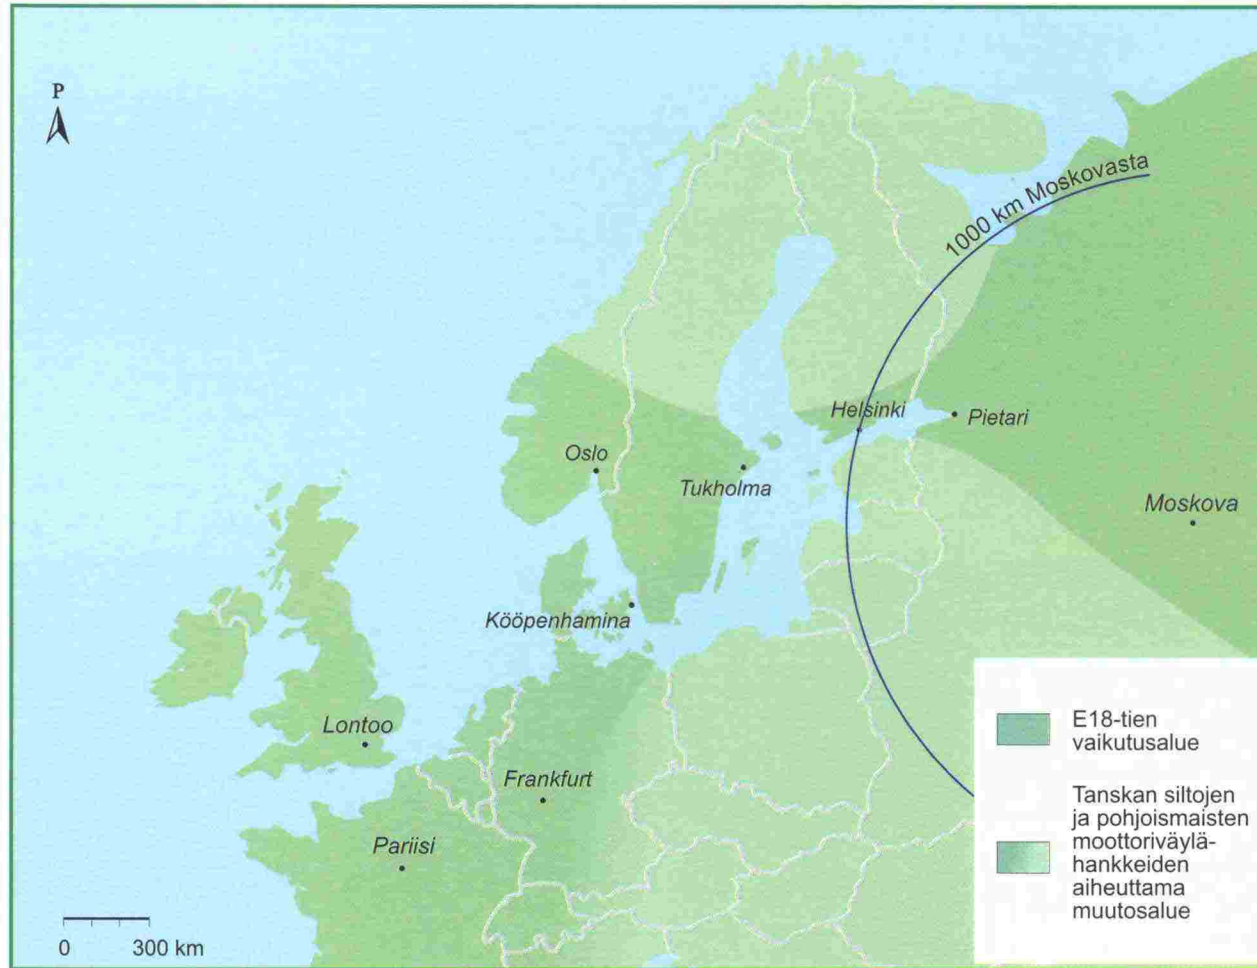 P
1000 km Moskovasta
Helsinki
Pietari
Oslo
Tukholma
Moskova
Kööpenhamina
Lontoo
Frankfurt
Pariisi
0 300 km
E18-tien
vaikutusalue
Tanskan siltojen
ja pohjoismaisten
moottoriväylä-
hankkeiden
aiheuttama
muutosalue